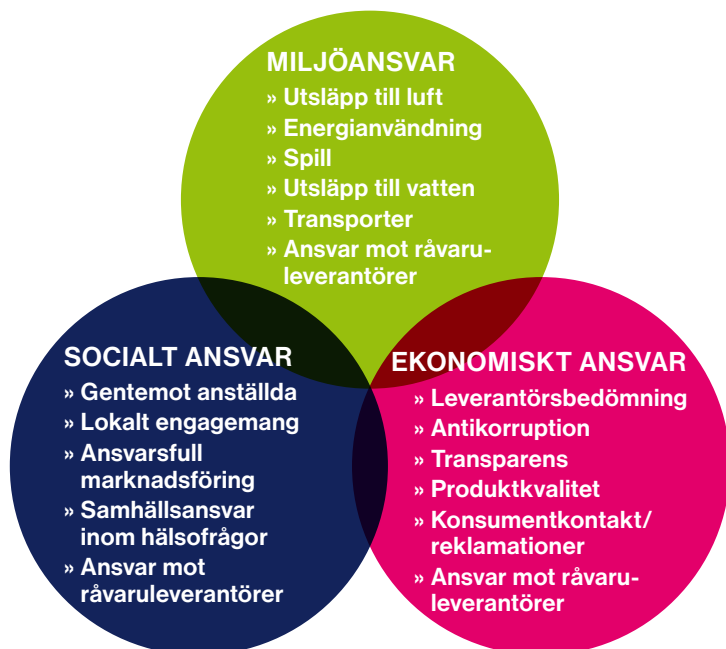 MILJÖANSVAR
» Utsläpp till luft
» Energianvändning
» Spill
» Utsläpp till vatten
» Transporter
» Ansvar mot råvaru-
leverantörer
SOCIALT ANSVAR
» Gentemot anställda
» Lokalt engagemang
» Ansvarsfull
marknadsföring
» Samhällsansvar
inom hälsofrågor
» Ansvar mot
råvaruleverantörer
EKONOMISKT ANSVAR
» Leverantörsbedömning
» Antikorruption
» Transparens
» Produktkvalitet
» Konsumentkontakt/
reklamationer
» Ansvar mot råvaru-
leverantörer